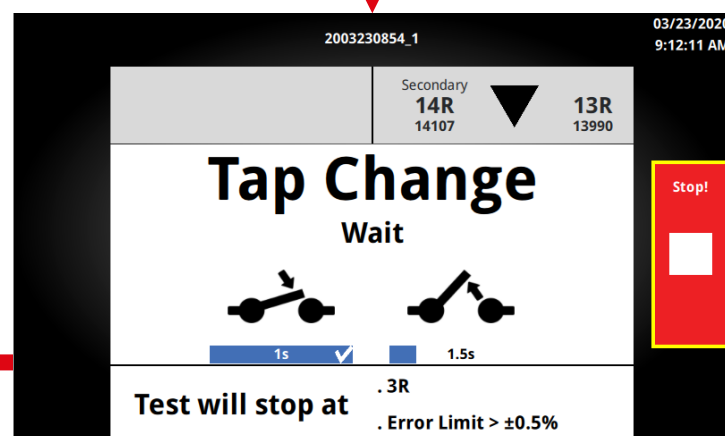 03/23/2020
2003230854_1
9:12:11 AM
Secondary
14R 13R
14107 13990
Tap Change
Stop!
Wait
1s 1.5s
. 3R
Test will stop at
. Error Limit > ±0.5%